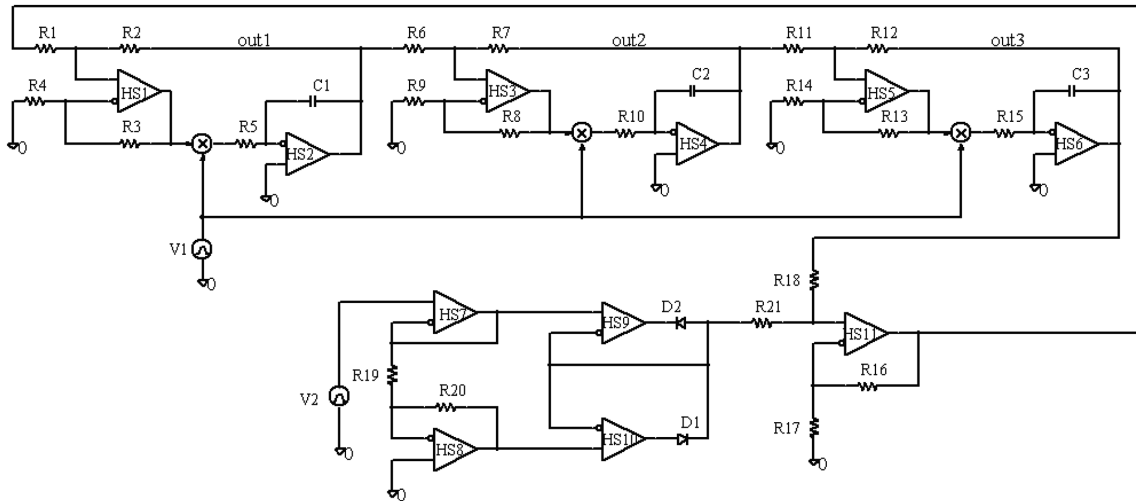 R1 R2 out1 R6 R7 out2 R11 R12 out3
R4 HS1 C1 R9 HS3 C2 R14 HS5 C3
0 R3 R5 HS2 0 R8 R10 HS4 0 R13 R15 HS6
0 0 0
V1
0
R18
HS7 HS9 D2 R21 HS11
R19 R16
V2 R20
HS8 HS10 D1 R17
0 0 0